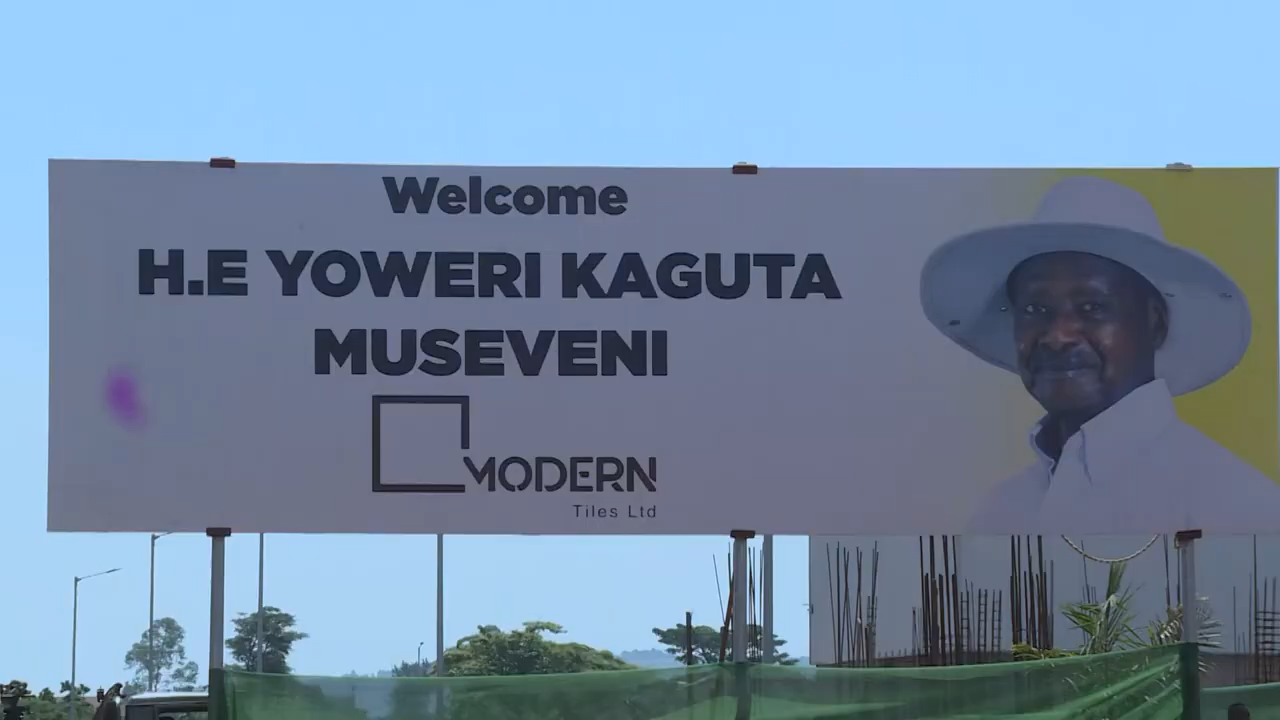 Welcome
H.E YOWERI KAGUTA
MUSEVENI
MODERN
Tiles Ltd